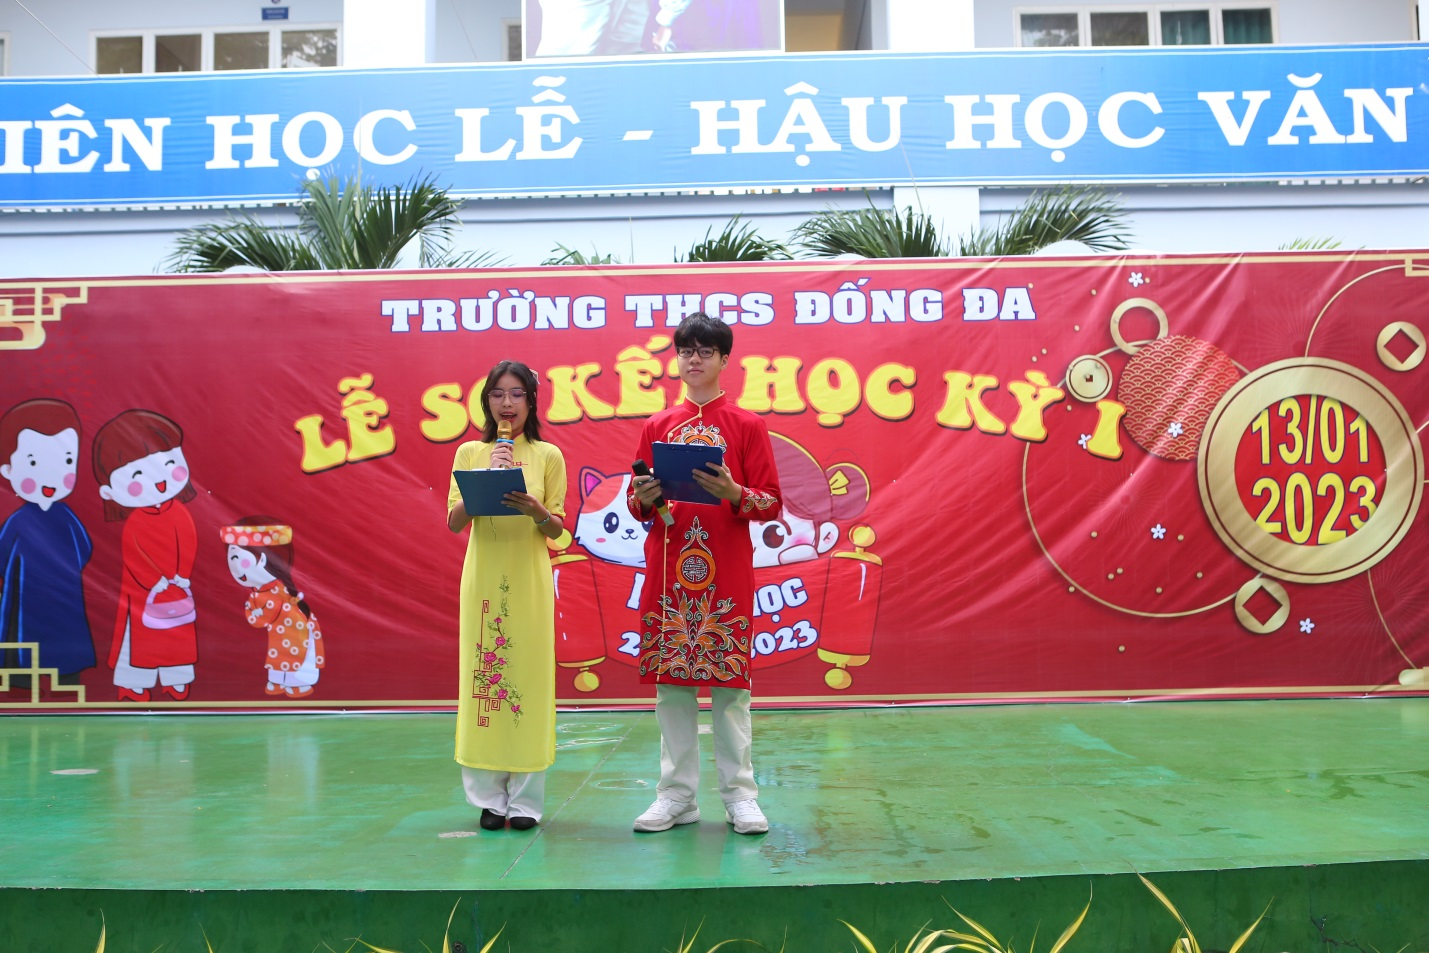 IÊN HỌC LỄ - HẬU HỌC VĂN
TRƯỜNG THCS ĐỐNG ĐA
LỄ SƠ KẾT HỌC KỲ I
13/01
2023
HỌC
2023